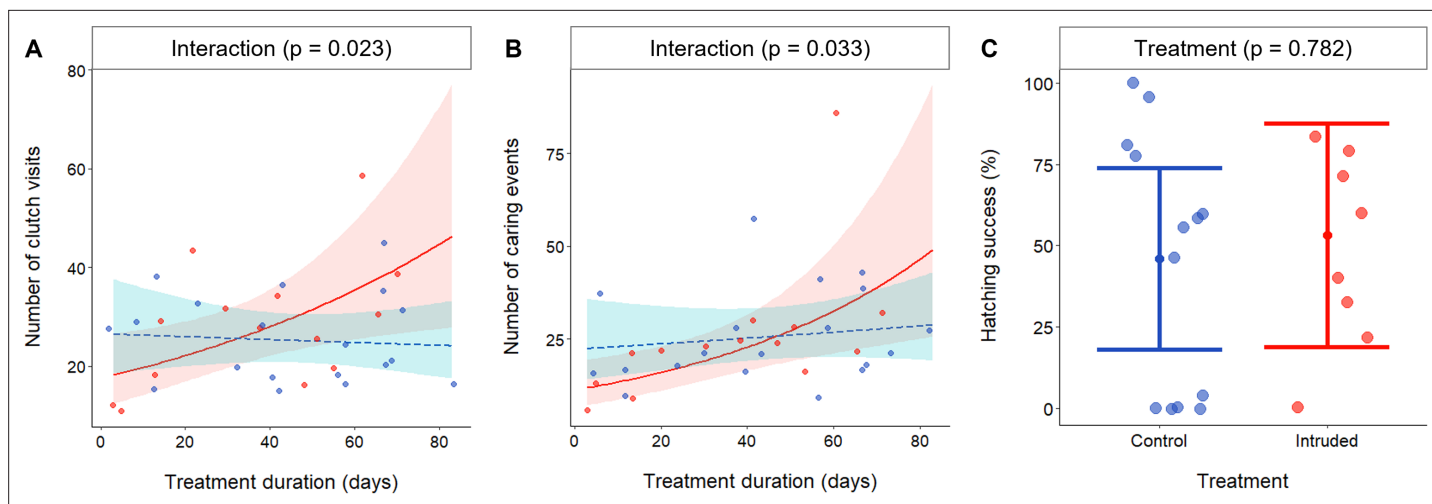 A
Interaction (p = 0.023)
Number of clutch visits
80
60
40
20
0
20
40
60
80
Treatment duration (days)
B
Interaction (p = 0.033)
Number of caring events
75
50
25
0
20
40
60
80
Treatment duration (days)
C
Treatment (p = 0.782)
Hatching success (%)
100
75
50
25
0
Control
Intruded
Treatment